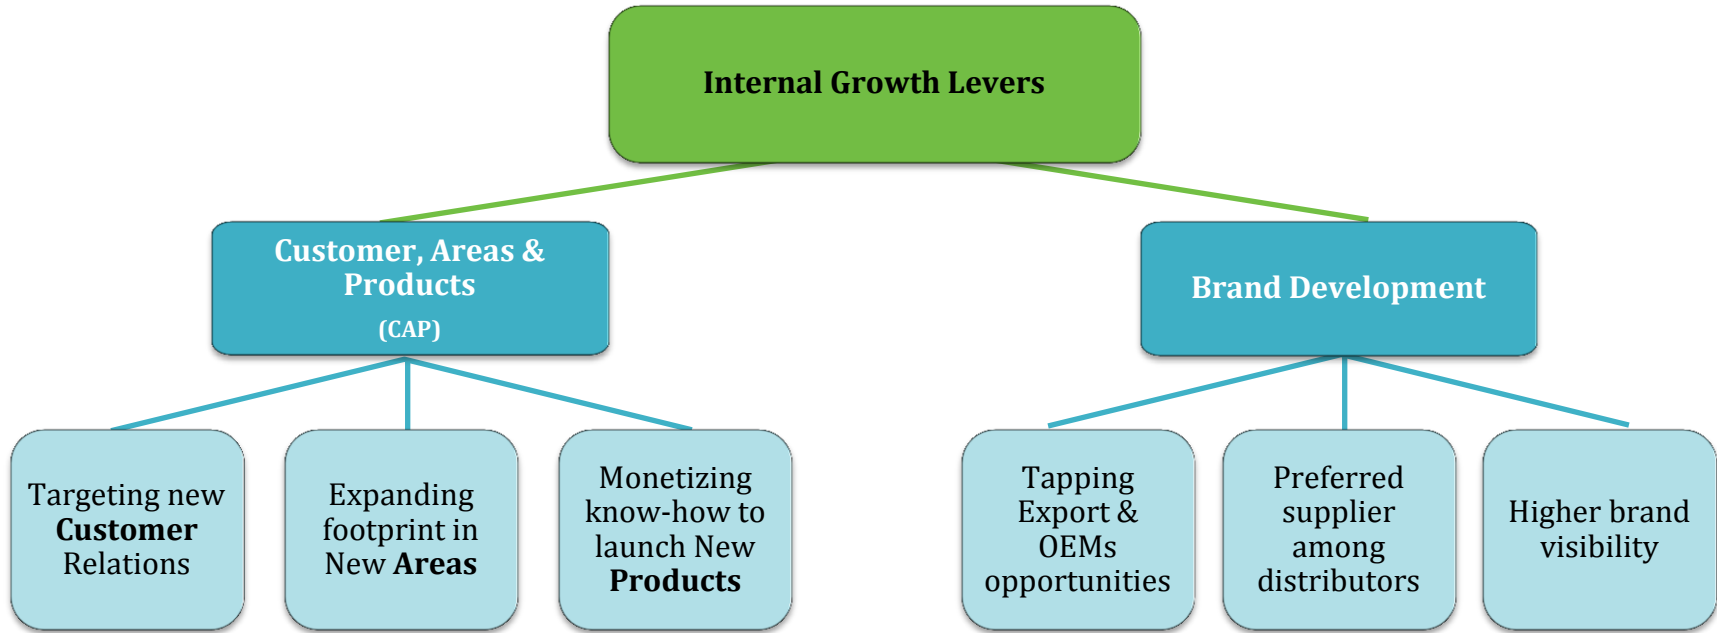 Internal Growth Levers
Customer, Areas &
Products
(CAP)
Brand Development
Targeting new
Customer
Relations
Expanding
footprint in
New Areas
Monetizing
know-how to
launch New
Products
Tapping
Export &
OEMs
opportunities
Preferred
supplier
among
distributors
Higher brand
visibility